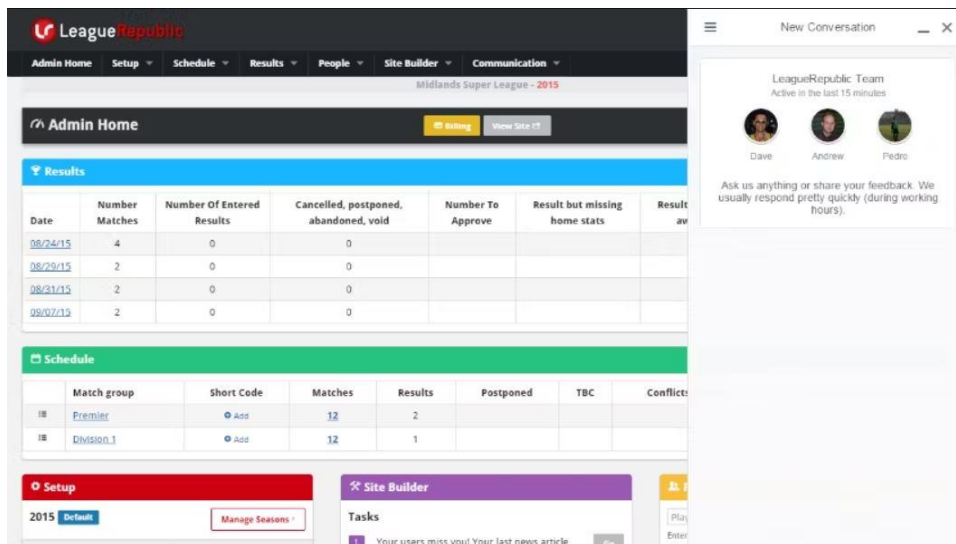 LeagueRepublic
New Conversation
Admin Home Setup Schedule Results People Site Builder Communication
Midlands Super League - 2015
LeagueRepublic Team
Active in the last 15 minutes
Dave Andrew Pedro
Ask us anything or share your feedback. We
usually respond pretty quickly (during working
hours).
Admin Home
Billing View Site
Results
Date Number Matches Number Of Entered Results Cancelled, postponed, abandoned, void Number To Approve Result but missing home stats Result
08/24/15 4 0 0
08/29/15 2 0 0
08/31/15 2 0 0
09/07/15 2 0 0
Schedule
Match group Short Code Matches Results Postponed TBC Conflicts
Premier Add 12 2
Division 1 Add 12 1
Setup
2015 Default Manage Seasons
Site Builder
Tasks
1 Your users miss you! Your last news article Go
Enter